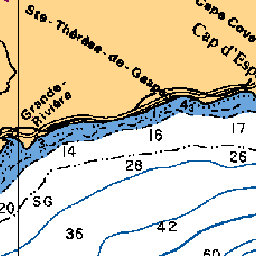 Ste-Thérèse-de-Gaspé
Cape Cove
Cap d'Esp
Grande-
Rivière
4₃
17
16
14
26
28
20
SG
36
42
60